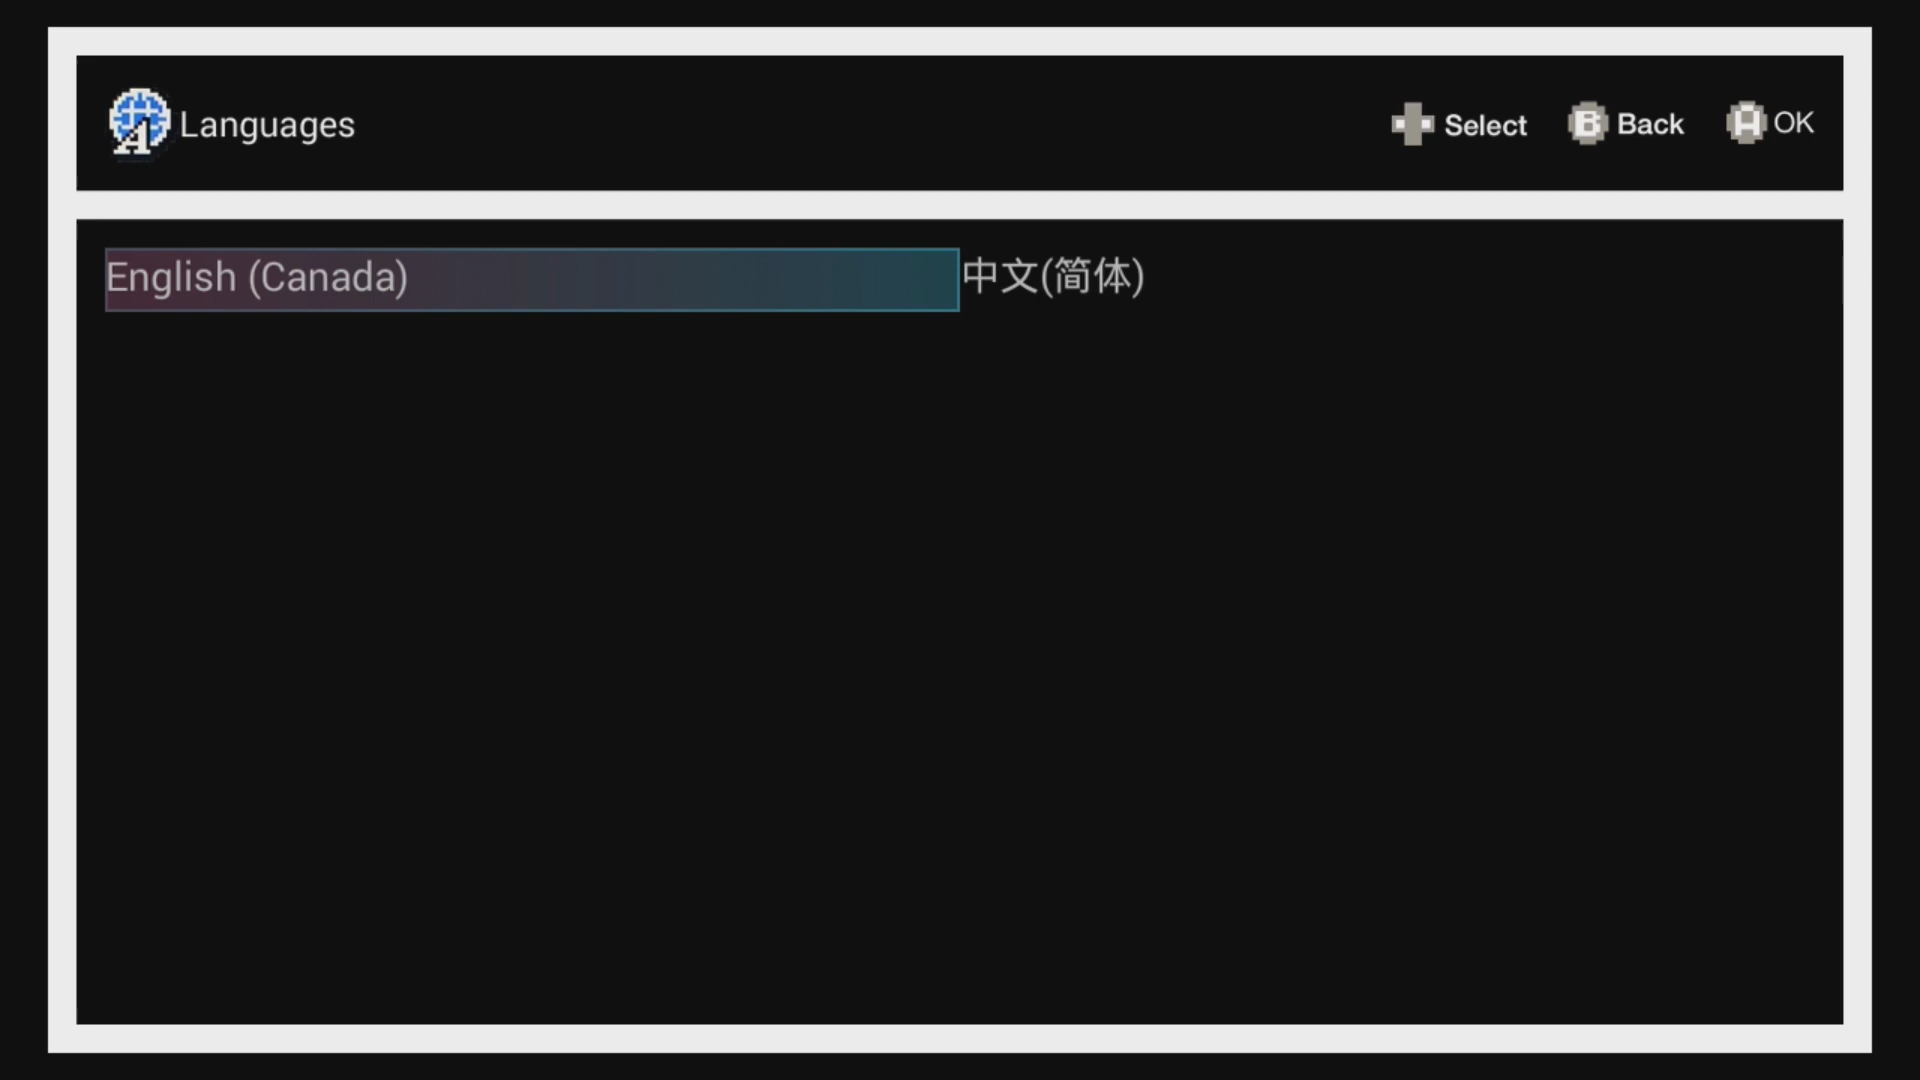 Languages
Select
B Back
A OK
English (Canada)
中文(简体)